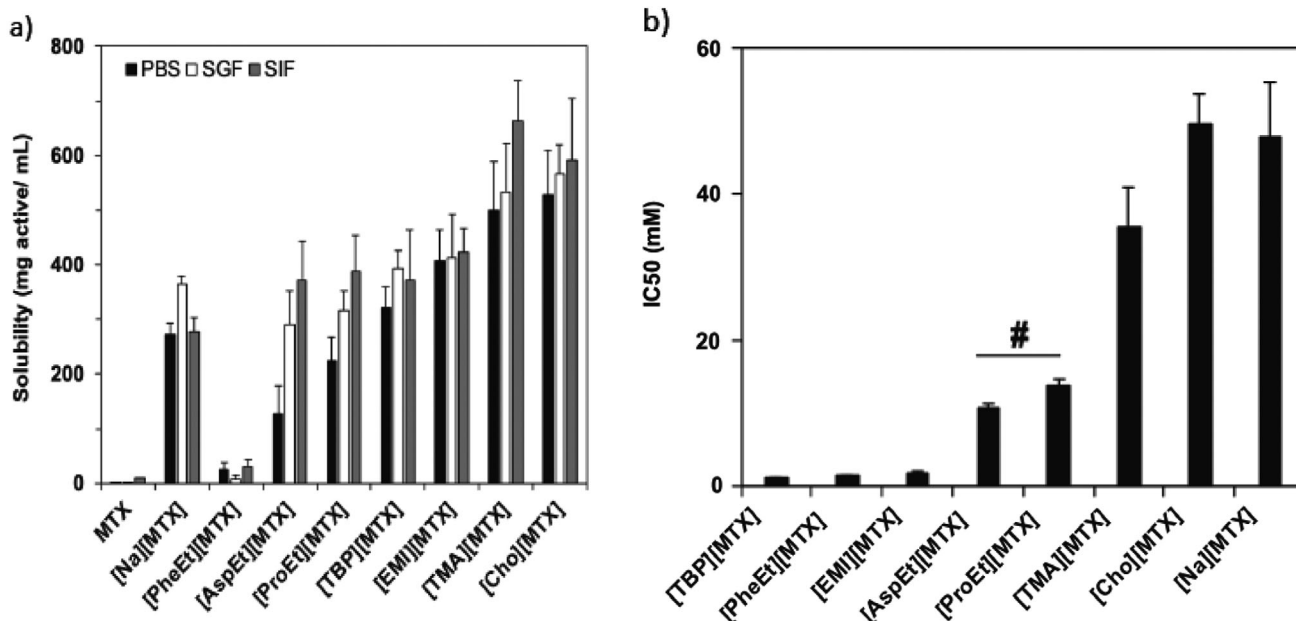 a)
800
600
400
200
0
Solubility (mg active/ mL)
PBS SGF SIF
MTX
[Na][MTX]
[PheEt][MTX]
[AspEt][MTX]
[ProEt][MTX]
[TBP][MTX]
[EMI][MTX]
[TMA][MTX]
[Cho][MTX]
b)
60
40
20
0
IC50 (mM)
#
[TBP][MTX]
[PheEt][MTX]
[EMI][MTX]
[AspEt][MTX]
[ProEt][MTX]
[TMA][MTX]
[Cho][MTX]
[Na][MTX]